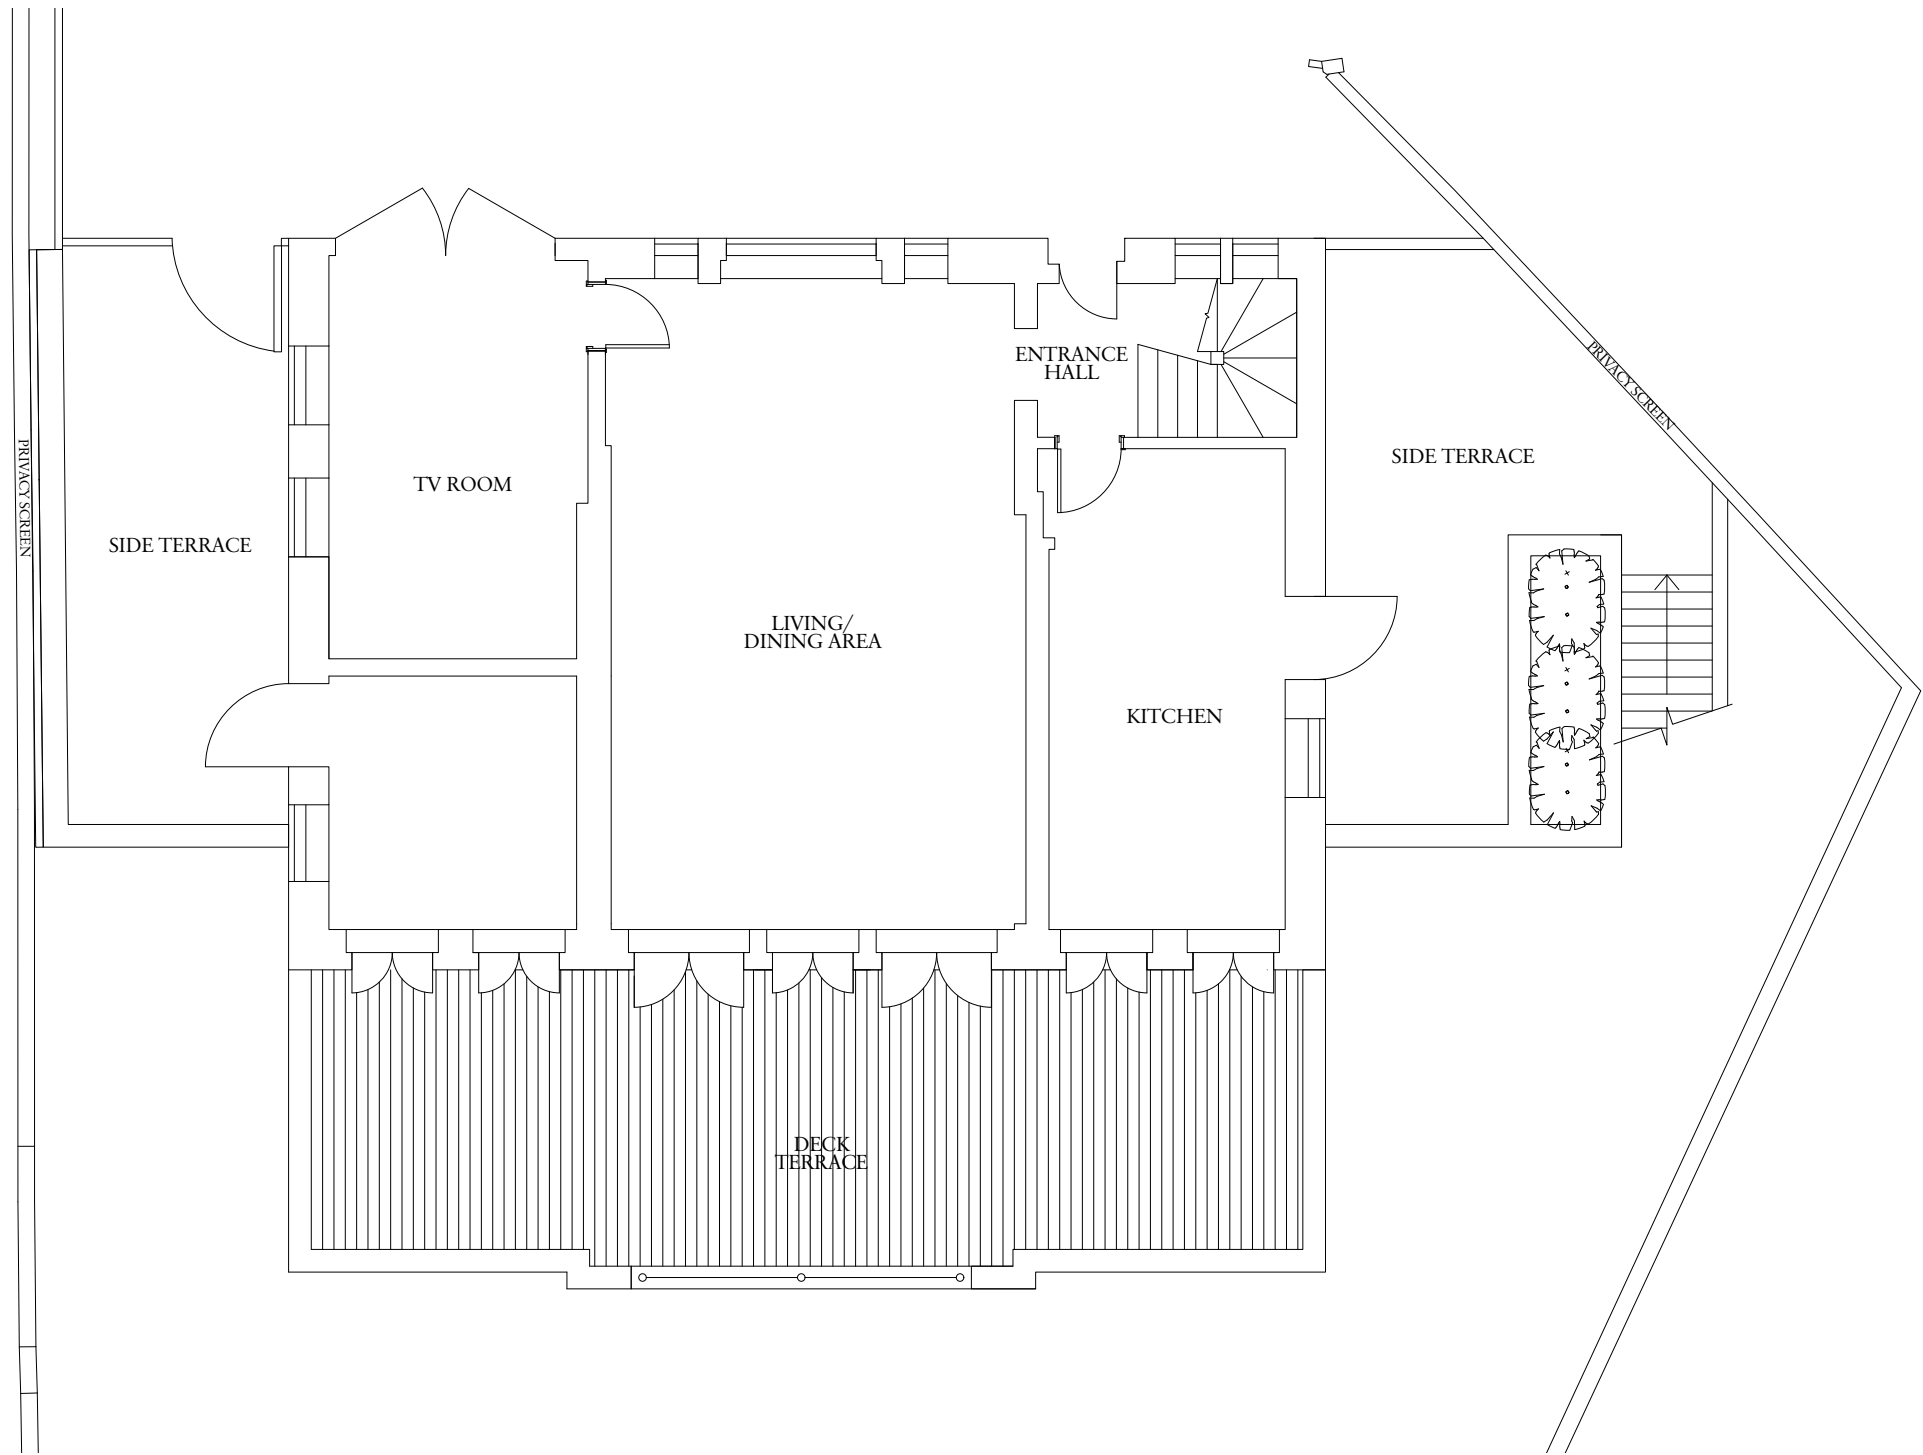 ENTRANCE
HALL
PRIVACY SCREEN
SIDE TERRACE
TV ROOM
PRIVACY SCREEN
SIDE TERRACE
LIVING/
DINING AREA
KITCHEN
DECK
TERRACE